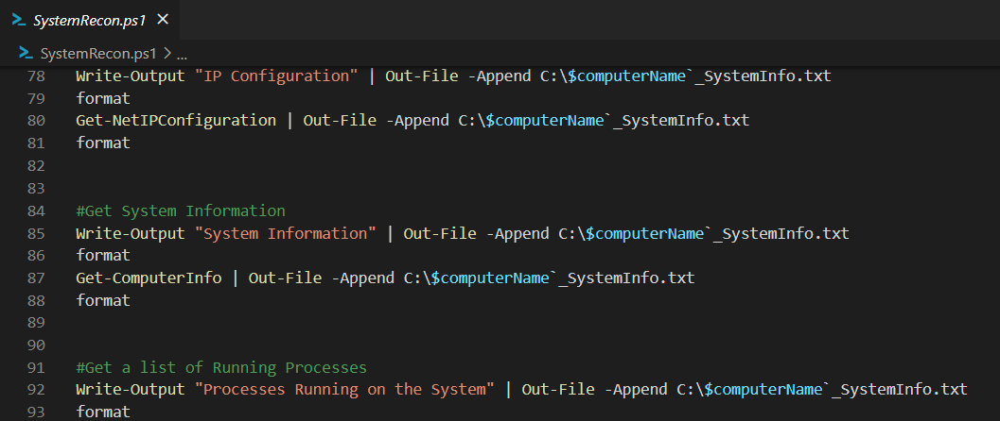 SystemRecon.ps1 ×
SystemRecon.ps1 > ...
78 Write-Output "IP Configuration" | Out-File -Append C:\$computerName`_SystemInfo.txt
79 format
80 Get-NetIPConfiguration | Out-File -Append C:\$computerName`_SystemInfo.txt
81 format
82
83
84 #Get System Information
85 Write-Output "System Information" | Out-File -Append C:\$computerName`_SystemInfo.txt
86 format
87 Get-ComputerInfo | Out-File -Append C:\$computerName`_SystemInfo.txt
88 format
89
90
91 #Get a list of Running Processes
92 Write-Output "Processes Running on the System" | Out-File -Append C:\$computerName`_SystemInfo.txt
93 format